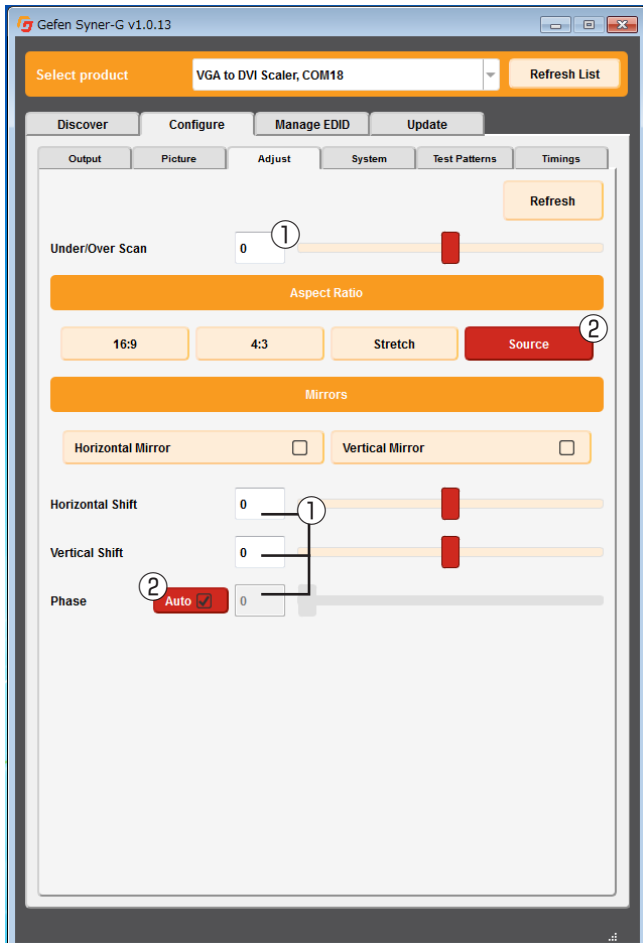 Gefen Syner-G v1.0.13
Select product VGA to DVI Scaler, COM18 Refresh List
Discover Configure Manage EDID Update
Output Picture Adjust System Test Patterns Timings
Refresh
Under/Over Scan 0 ①
Aspect Ratio
16:9 4:3 Stretch Source ②
Mirrors
Horizontal Mirror Vertical Mirror
Horizontal Shift 0 ①
Vertical Shift 0
Phase ② Auto 0